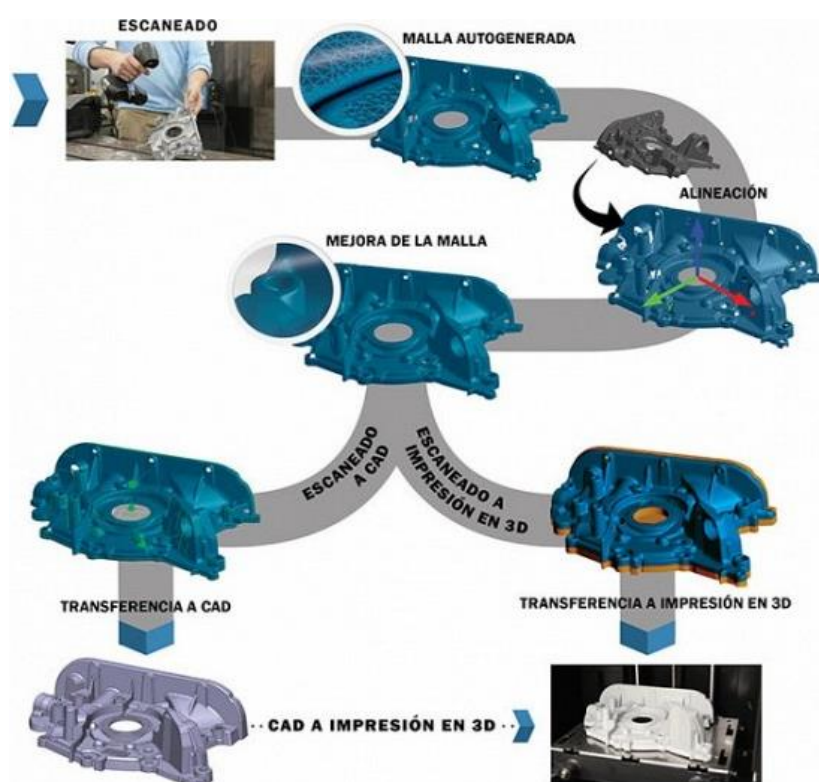 ESCANEADO
MALLA AUTOGENERADA
ALINEACIÓN
MEJORA DE LA MALLA
ESCANEADO
A CAD
ESCANEADO A
IMPRESIÓN EN 3D
TRANSFERENCIA A CAD
TRANSFERENCIA A IMPRESIÓN EN 3D
CAD A IMPRESIÓN EN 3D